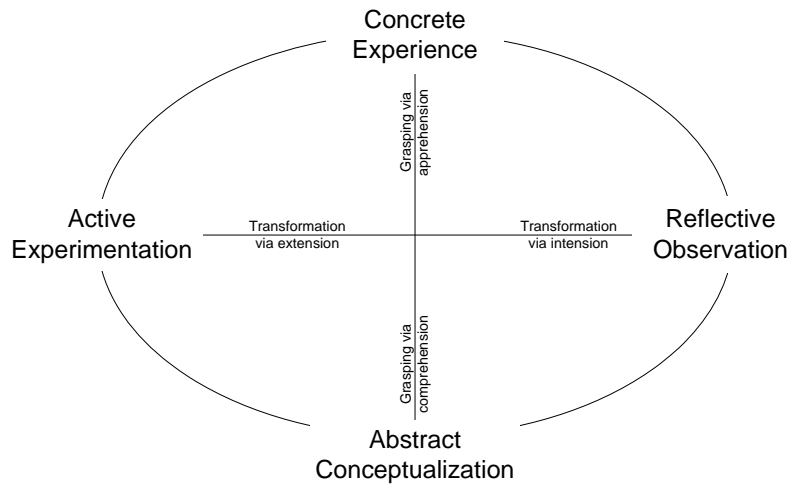 Concrete
Experience
Grasping via
apprehension
Active
Experimentation
Transformation
via extension
Transformation
via intension
Reflective
Observation
Grasping via
comprehension
Abstract
Conceptualization